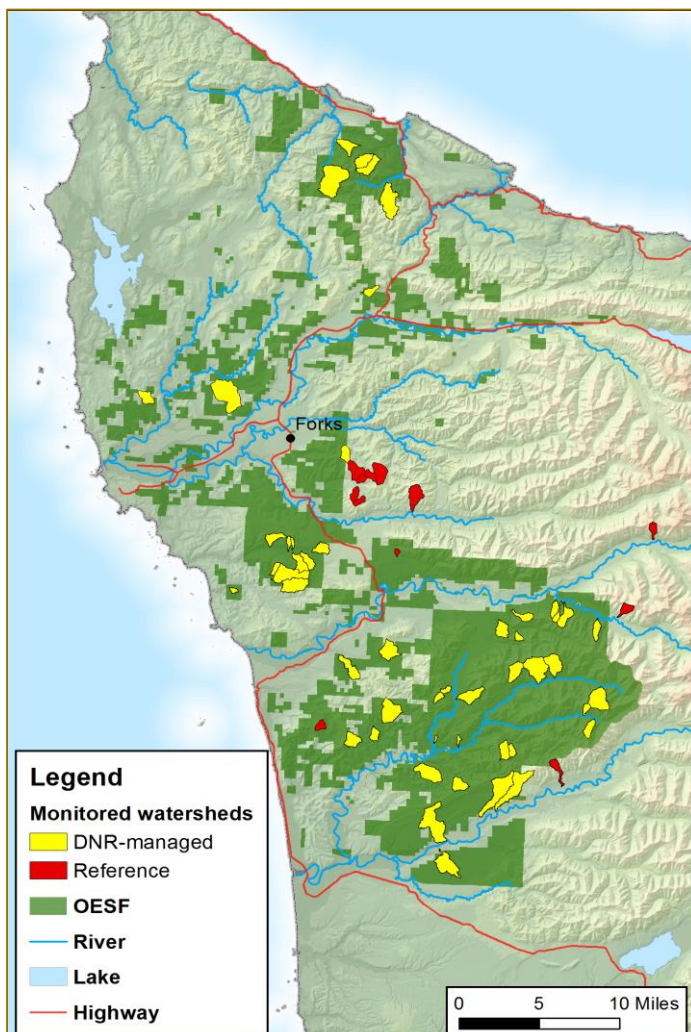 Forks
Legend
Monitored watersheds
DNR-managed
Reference
OESF
River
Lake
Highway
0 5 10 Miles